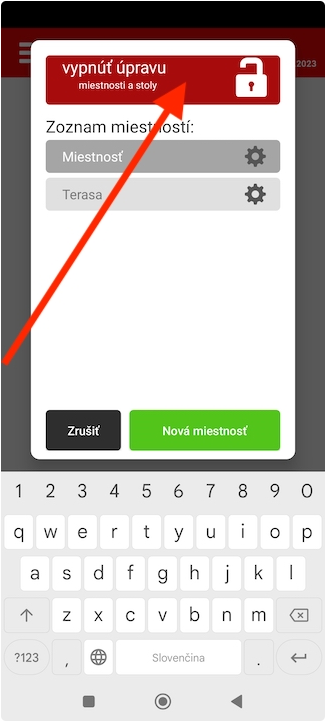 vypnúť úpravu
miestnosti a stoly
2023
Zoznam miestností:
Miestnosť
Terasa
Zrušiť
Nová miestnosť
1 2 3 4 5 6 7 8 9 0
q w e r t y u i o p
a s d f g h j k l
z x c v b n m
?123 , Slovenčina .